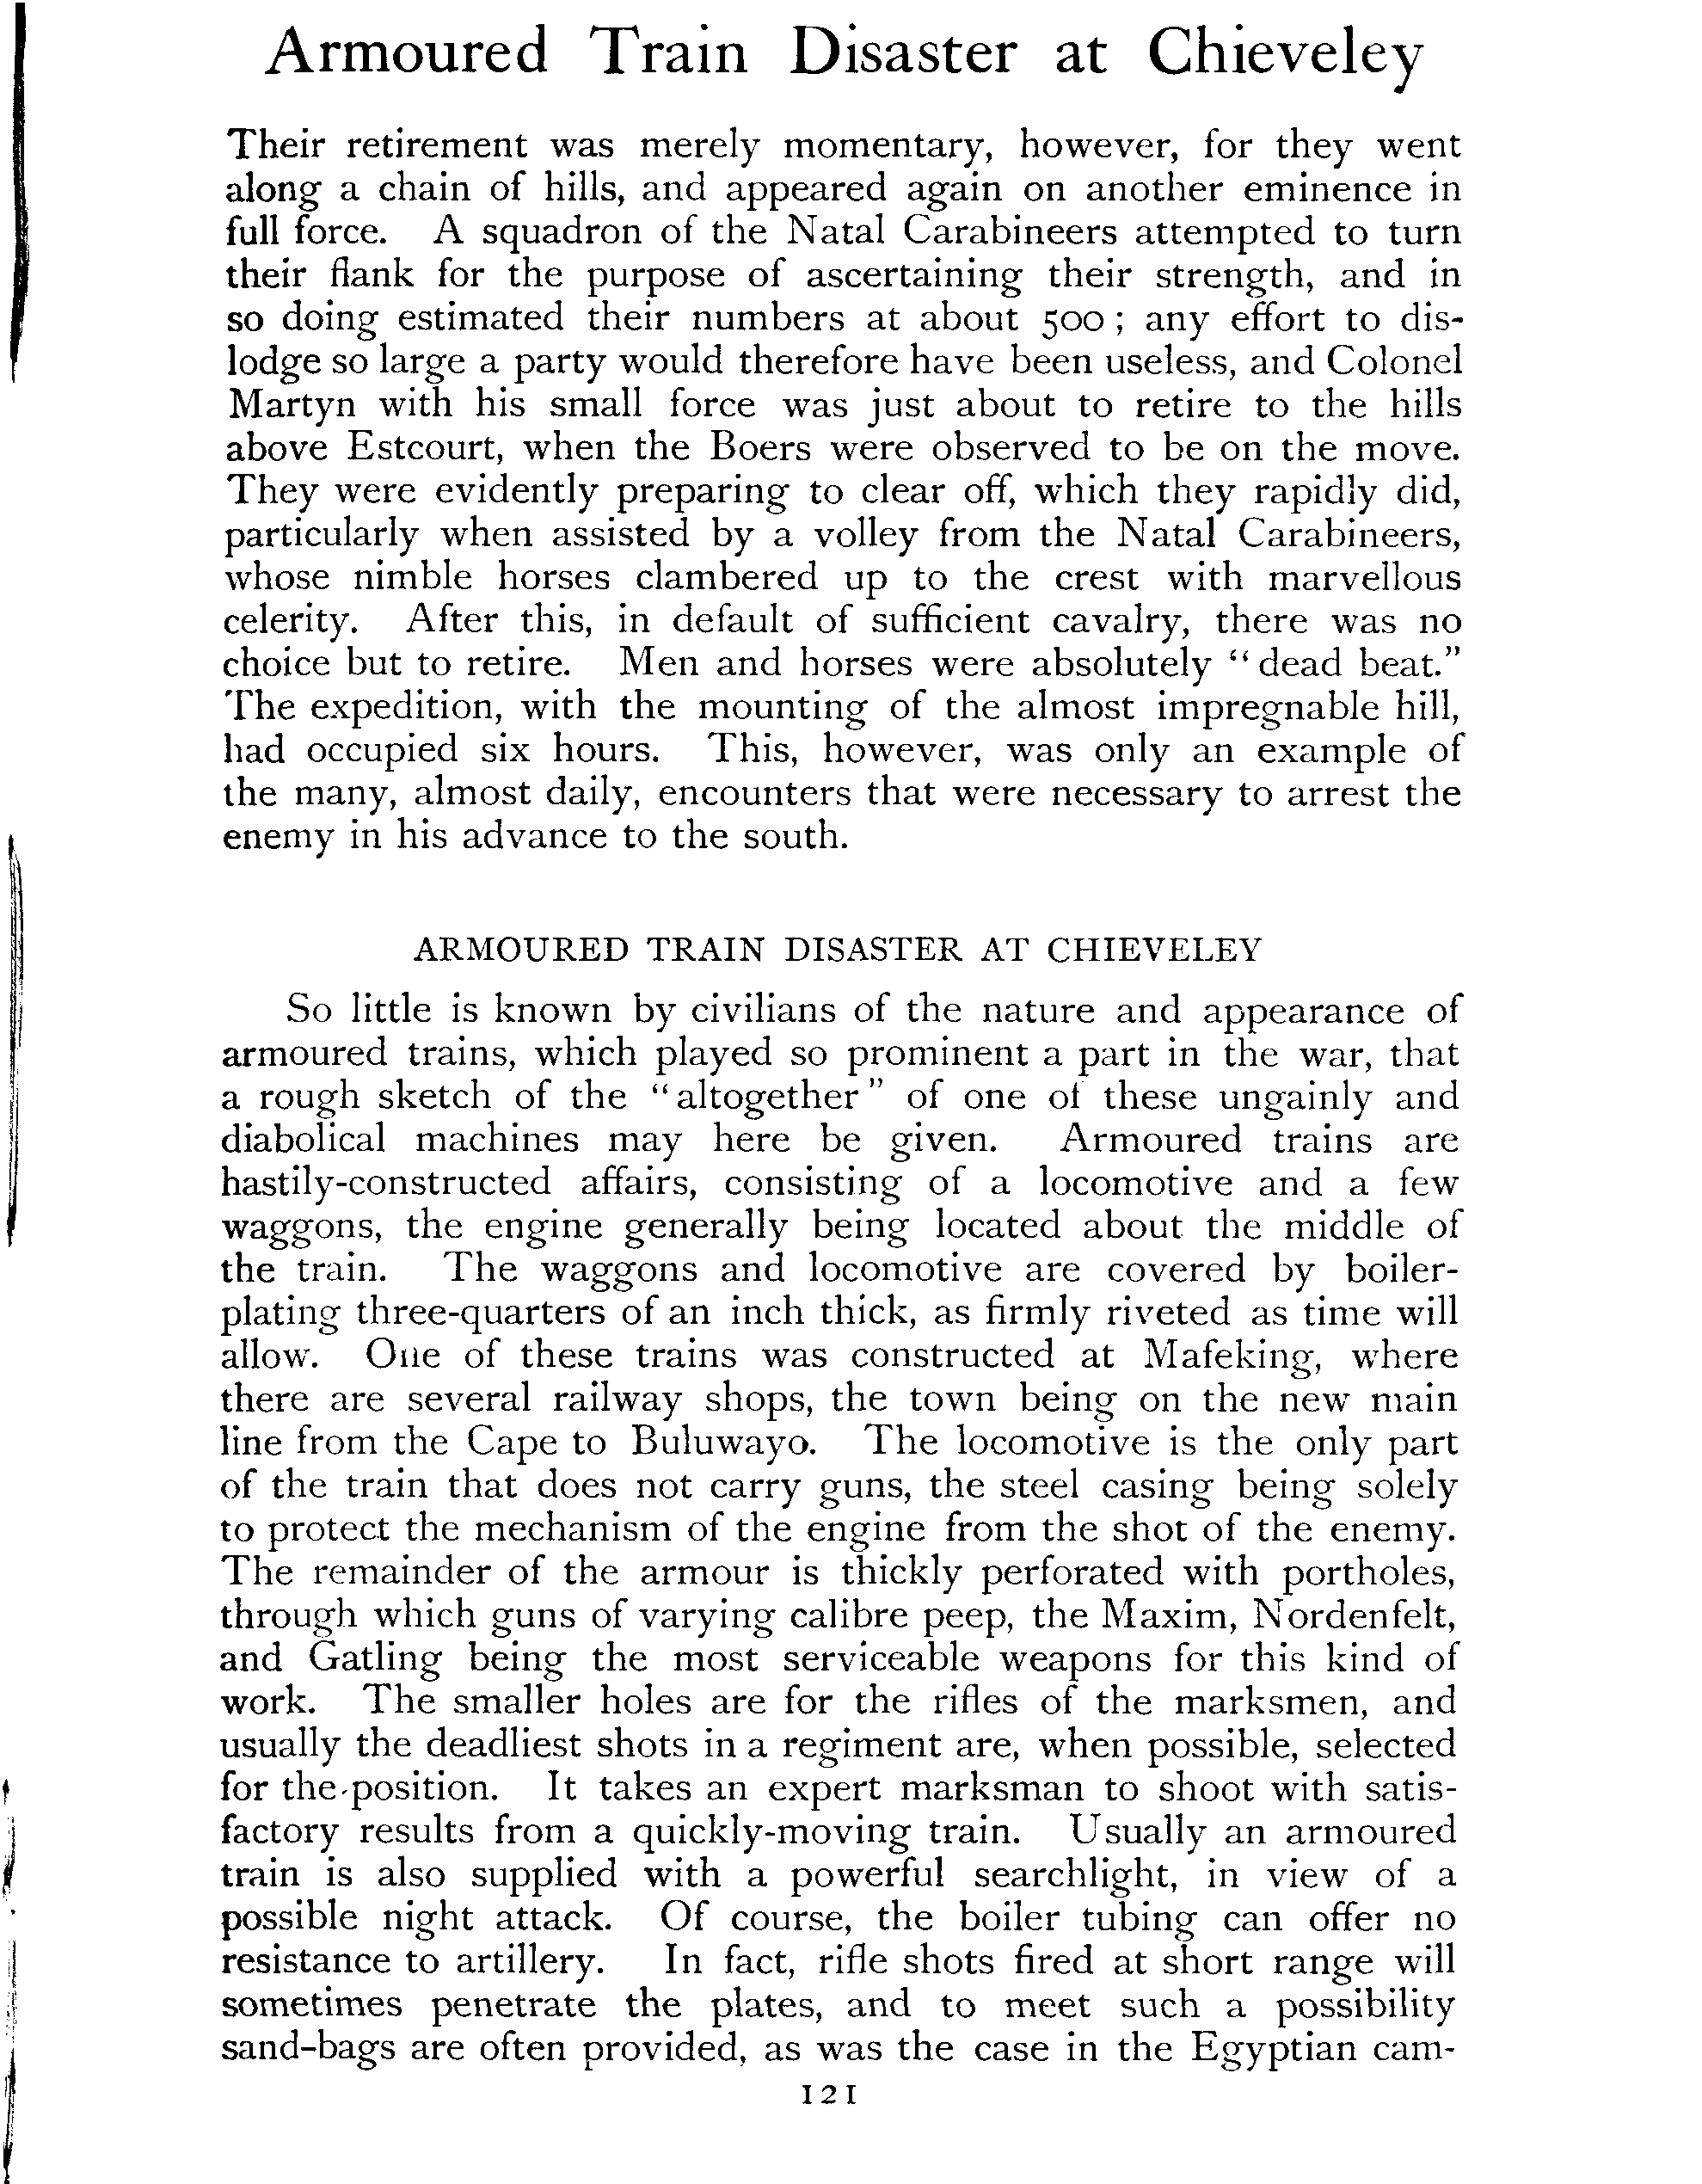 Armoured Train Disaster at Chieveley
Their retirement was merely momentary, however, for they went
along a chain of hills, and appeared again on another eminence in
full force. A squadron of the Natal Carabineers attempted to turn
their flank for the purpose of ascertaining their strength, and in
so doing estimated their numbers at about 500; any effort to dis-
lodge so large a party would therefore have been useless, and Colonel
Martyn with his small force was just about to retire to the hills
above Estcourt, when the Boers were observed to be on the move.
They were evidently preparing to clear off, which they rapidly did,
particularly when assisted by a volley from the Natal Carabineers,
whose nimble horses clambered up to the crest with marvellous
celerity. After this, in default of sufficient cavalry, there was no
choice but to retire. Men and horses were absolutely "dead beat."
The expedition, with the mounting of the almost impregnable hill,
had occupied six hours. This, however, was only an example of
the many, almost daily, encounters that were necessary to arrest the
enemy in his advance to the south.
ARMOURED TRAIN DISASTER AT CHIEVELEY
So little is known by civilians of the nature and appearance of
armoured trains, which played so prominent a part in the war, that
a rough sketch of the "altogether" of one of these ungainly and
diabolical machines may here be given. Armoured trains are
hastily-constructed affairs, consisting of a locomotive and a few
waggons, the engine generally being located about the middle of
the train. The waggons and locomotive are covered by boiler-
plating three-quarters of an inch thick, as firmly riveted as time will
allow. One of these trains was constructed at Mafeking, where
there are several railway shops, the town being on the new main
line from the Cape to Buluwayo. The locomotive is the only part
of the train that does not carry guns, the steel casing being solely
to protect the mechanism of the engine from the shot of the enemy.
The remainder of the armour is thickly perforated with portholes,
through which guns of varying calibre peep, the Maxim, Nordenfelt,
and Gatling being the most serviceable weapons for this kind of
work. The smaller holes are for the rifles of the marksmen, and
usually the deadliest shots in a regiment are, when possible, selected
for the position. It takes an expert marksman to shoot with satis-
factory results from a quickly-moving train. Usually an armoured
train is also supplied with a powerful searchlight, in view of a
possible night attack. Of course, the boiler tubing can offer no
resistance to artillery. In fact, rifle shots fired at short range will
sometimes penetrate the plates, and to meet such a possibility
sand-bags are often provided, as was the case in the Egyptian cam-
121